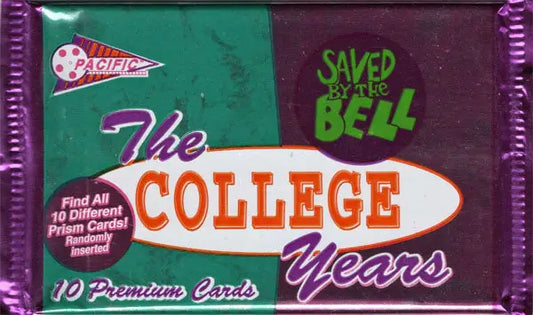 PACIFIC
SAVED
BY THE
BELL
The
COLLEGE
Years
Find All
10 Different
Prism Cards!
Randomly
inserted
10 Premium Cards